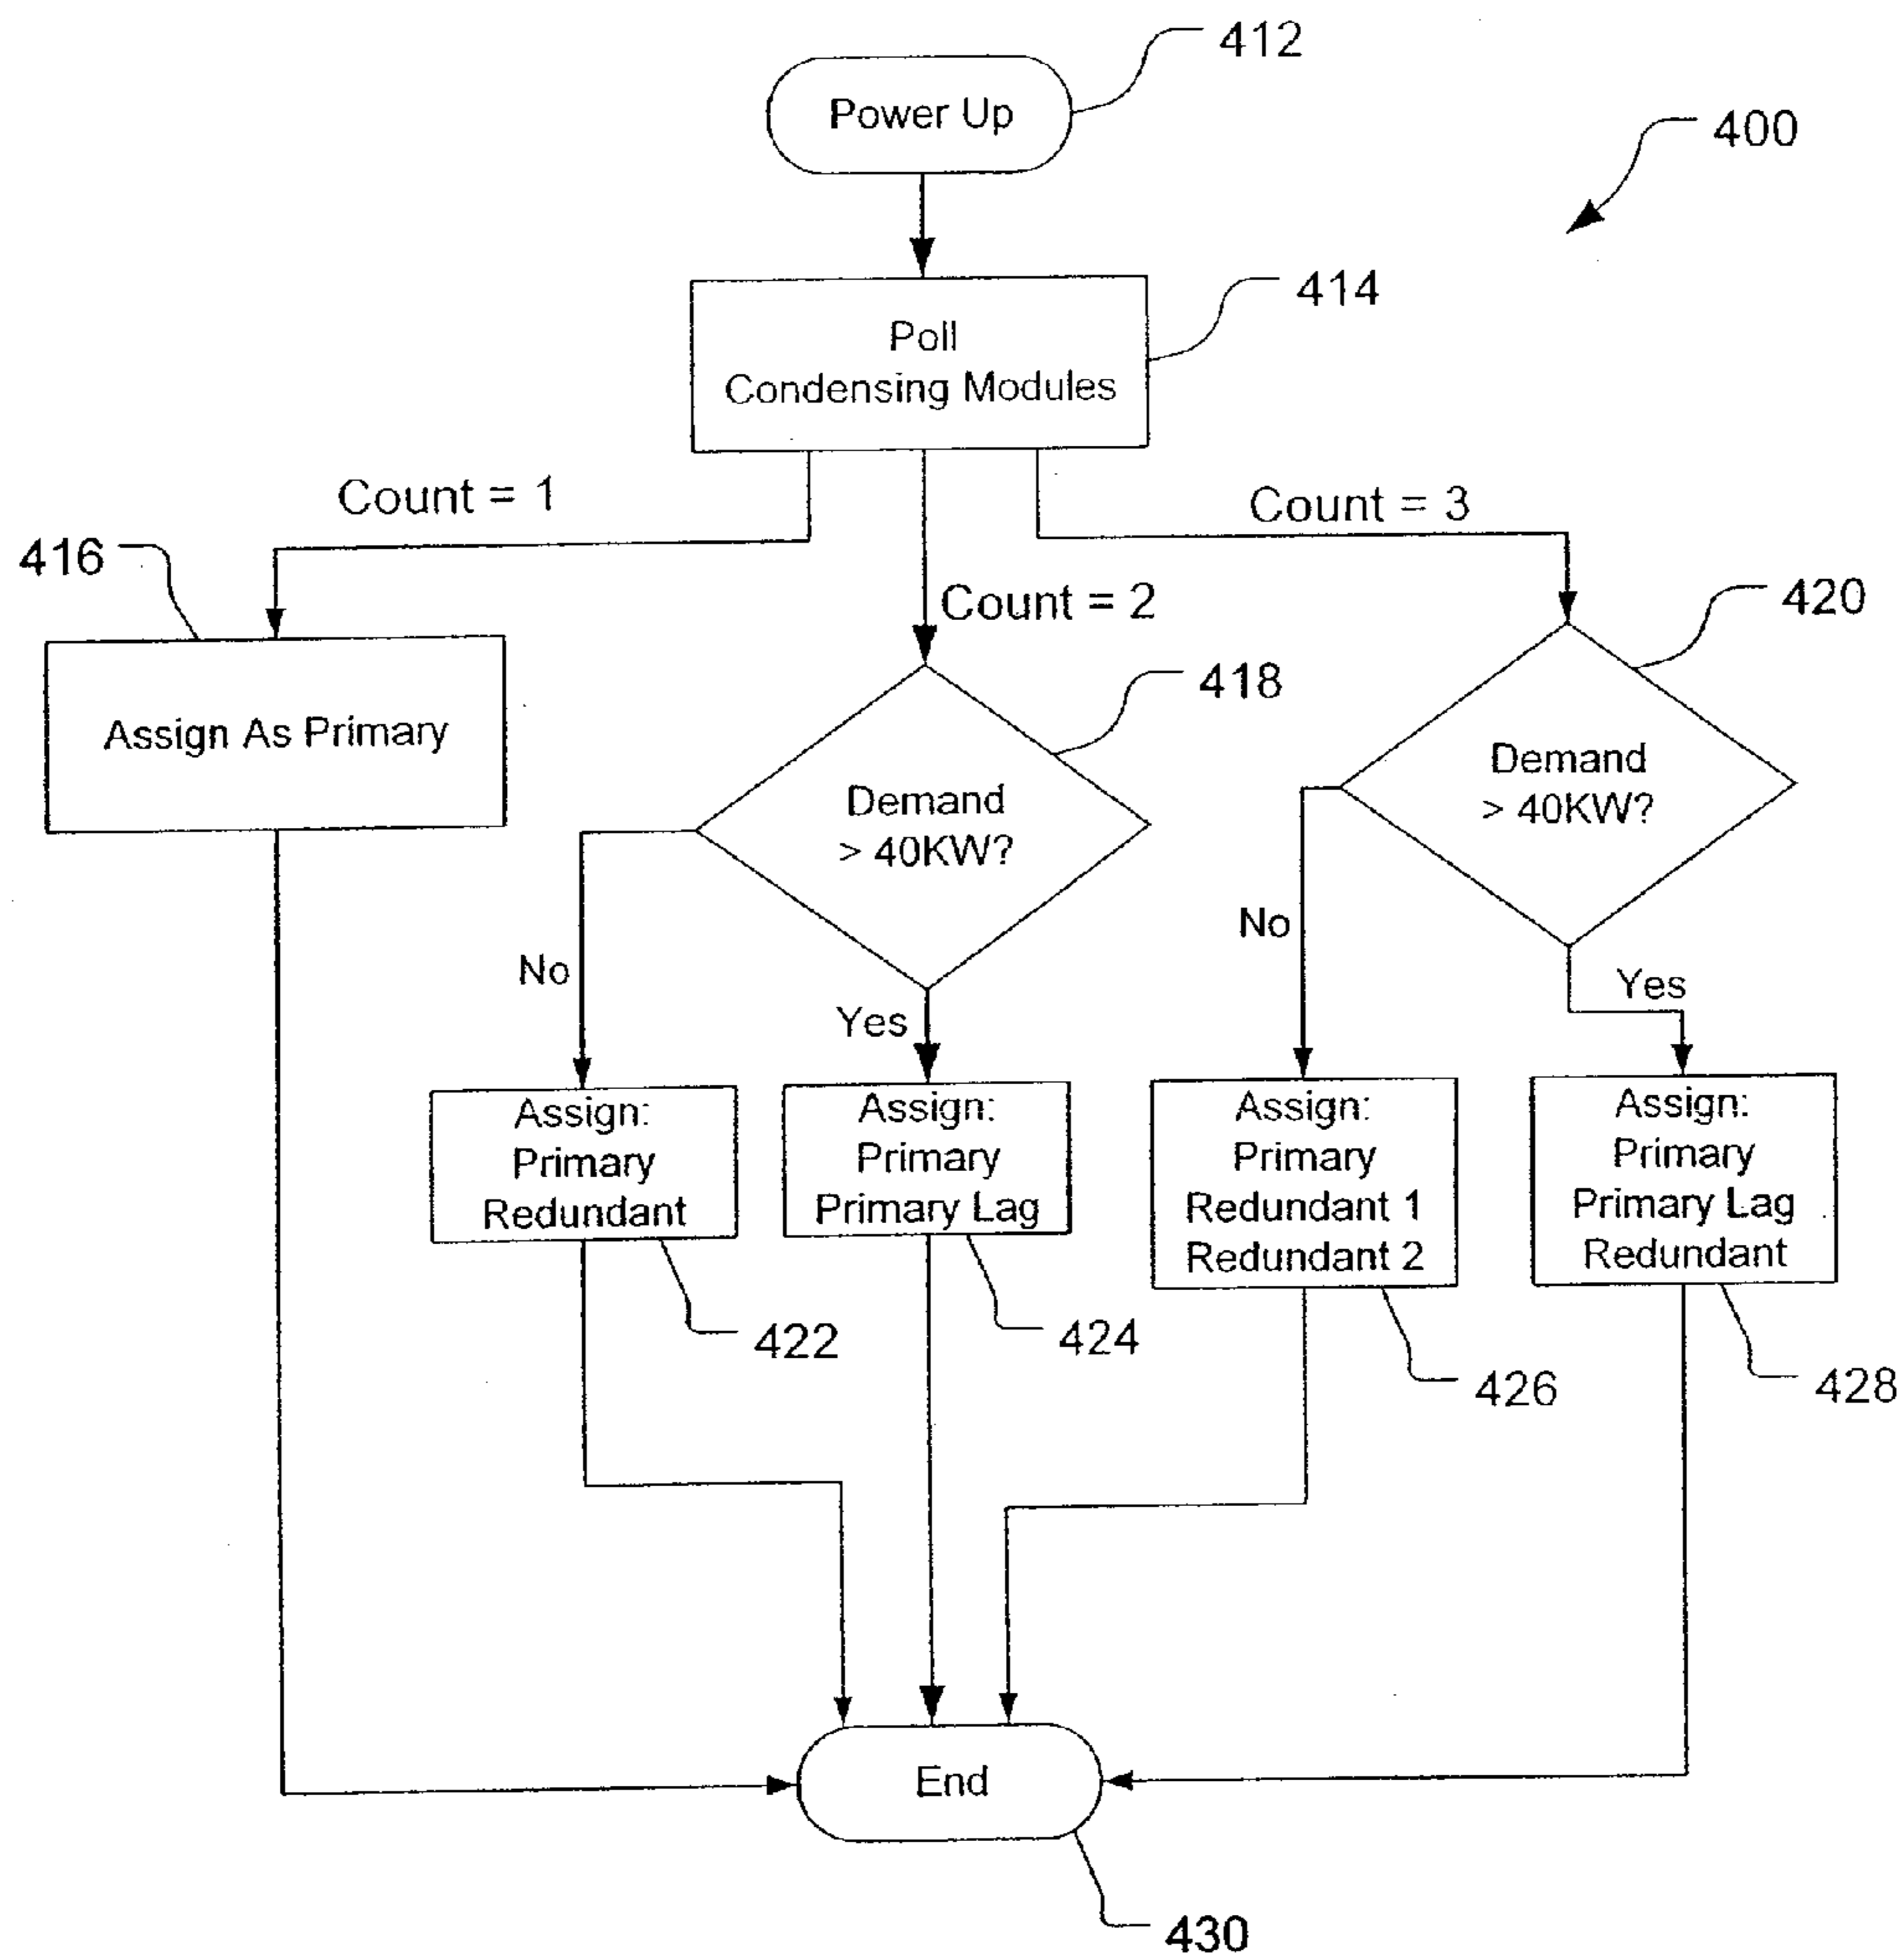 412
Power Up
400
414
Poll
Condensing Modules
Count = 1
Count = 3
416
Count = 2
420
418
Assign As Primary
Demand
> 40KW?
Demand
> 40KW?
No
No
Yes
Yes
Assign:
Primary
Redundant
Assign:
Primary
Primary Lag
Assign:
Primary
Redundant 1
Redundant 2
Assign:
Primary
Primary Lag
Redundant
422
424
426
428
End
430